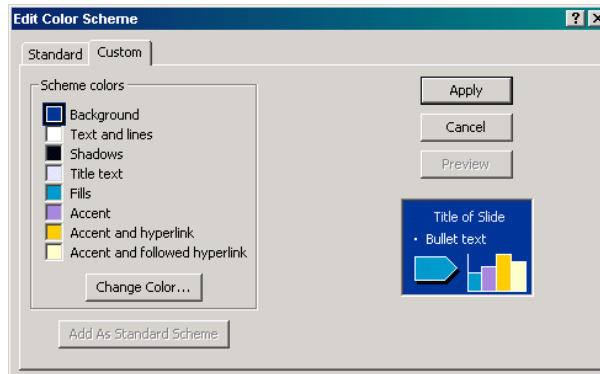 Edit Color Scheme
Standard
Custom
Scheme colors
Background
Text and lines
Shadows
Title text
Fills
Accent
Accent and hyperlink
Accent and followed hyperlink
Change Color...
Add As Standard Scheme
Apply
Cancel
Preview
Title of Slide
• Bullet text